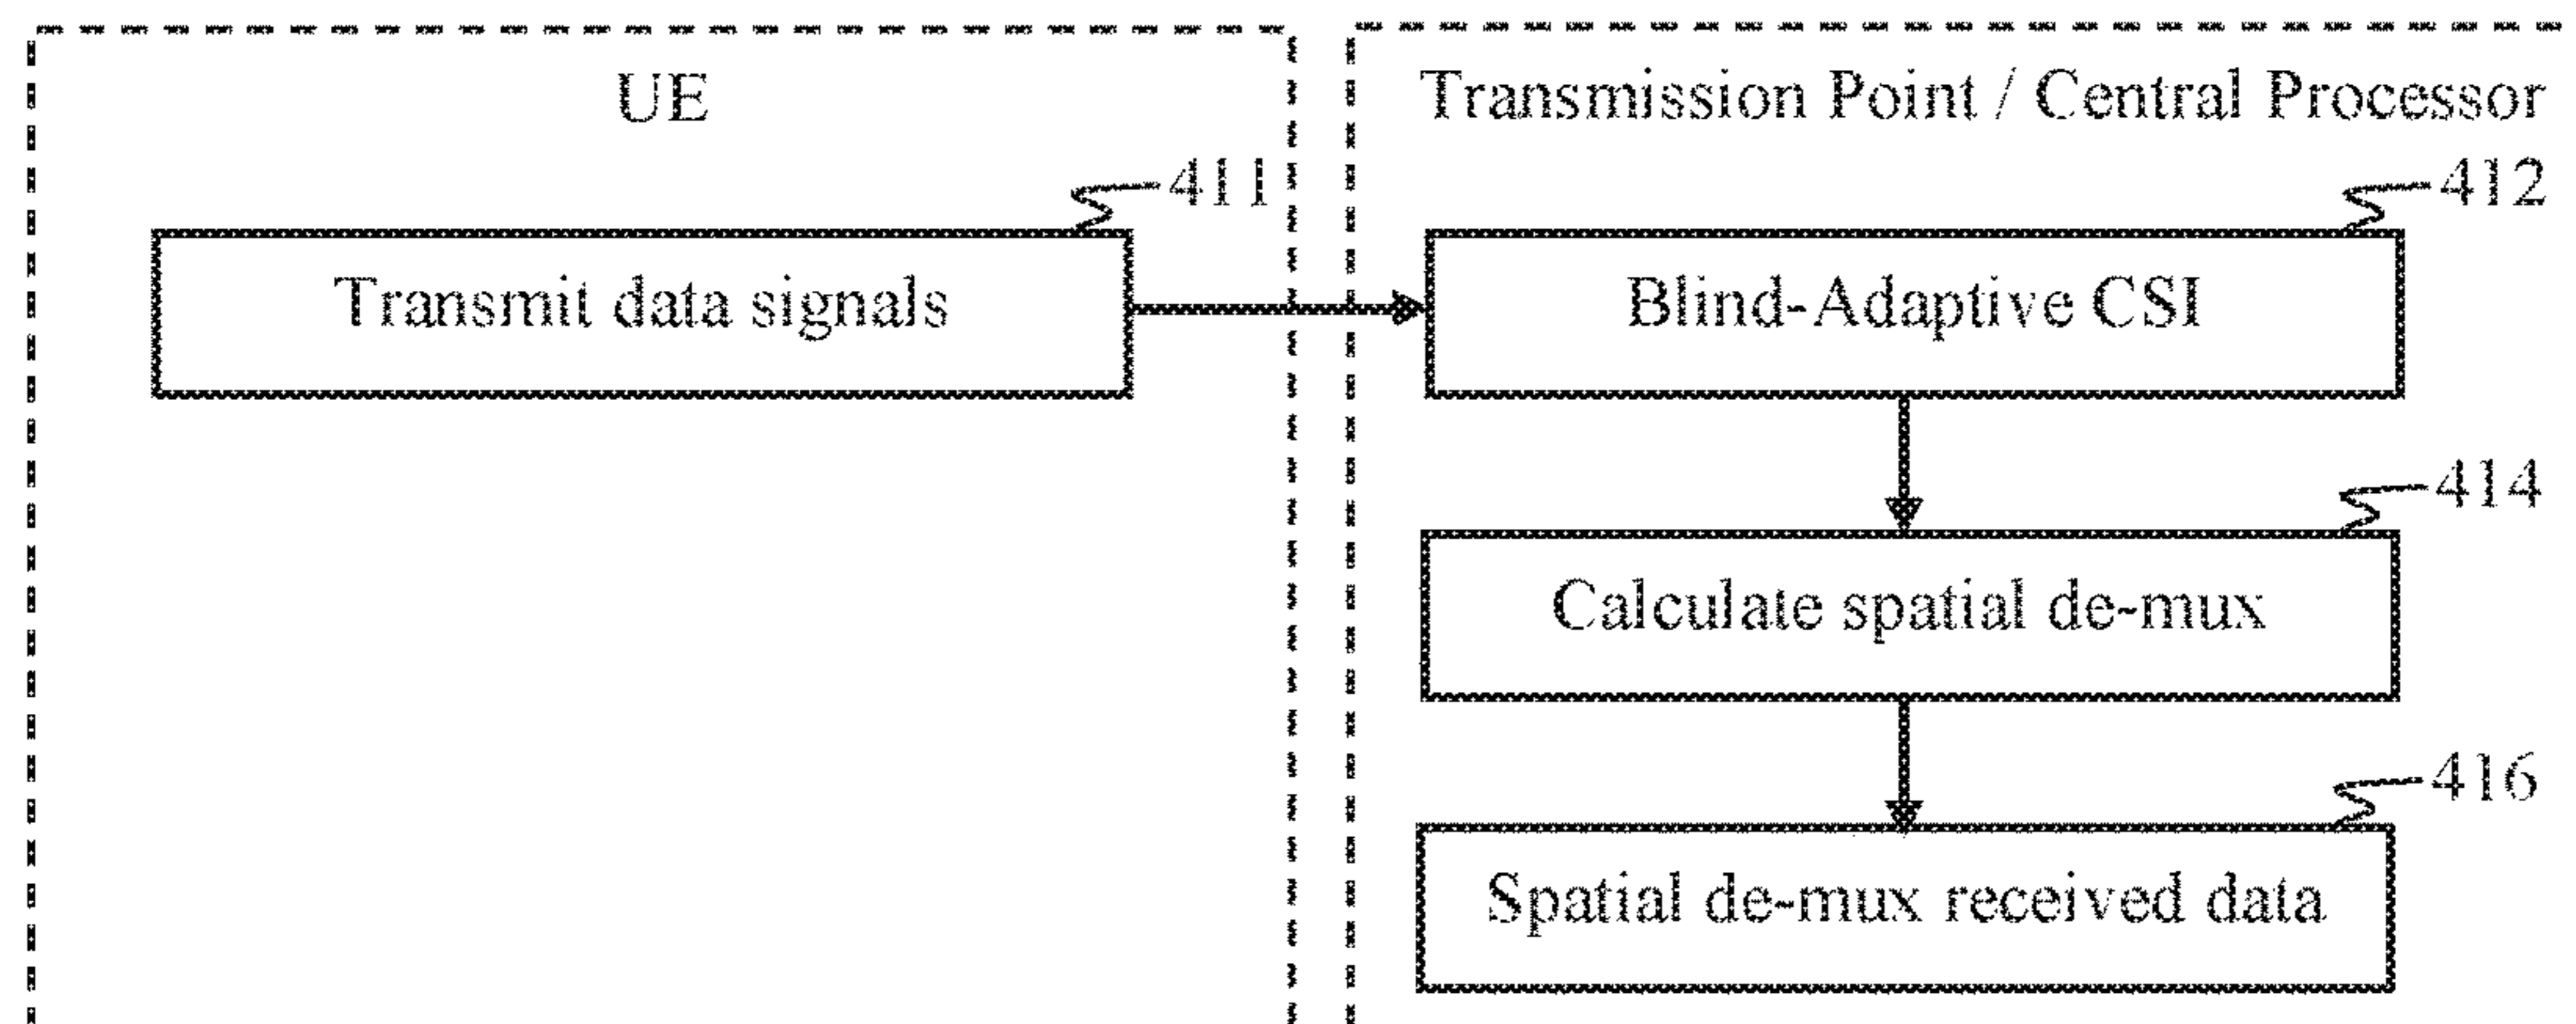 UE
Transmission Point / Central Processor
411
412
Transmit data signals
Blind-Adaptive CSI
414
Calculate spatial de-mux
416
Spatial de-mux received data